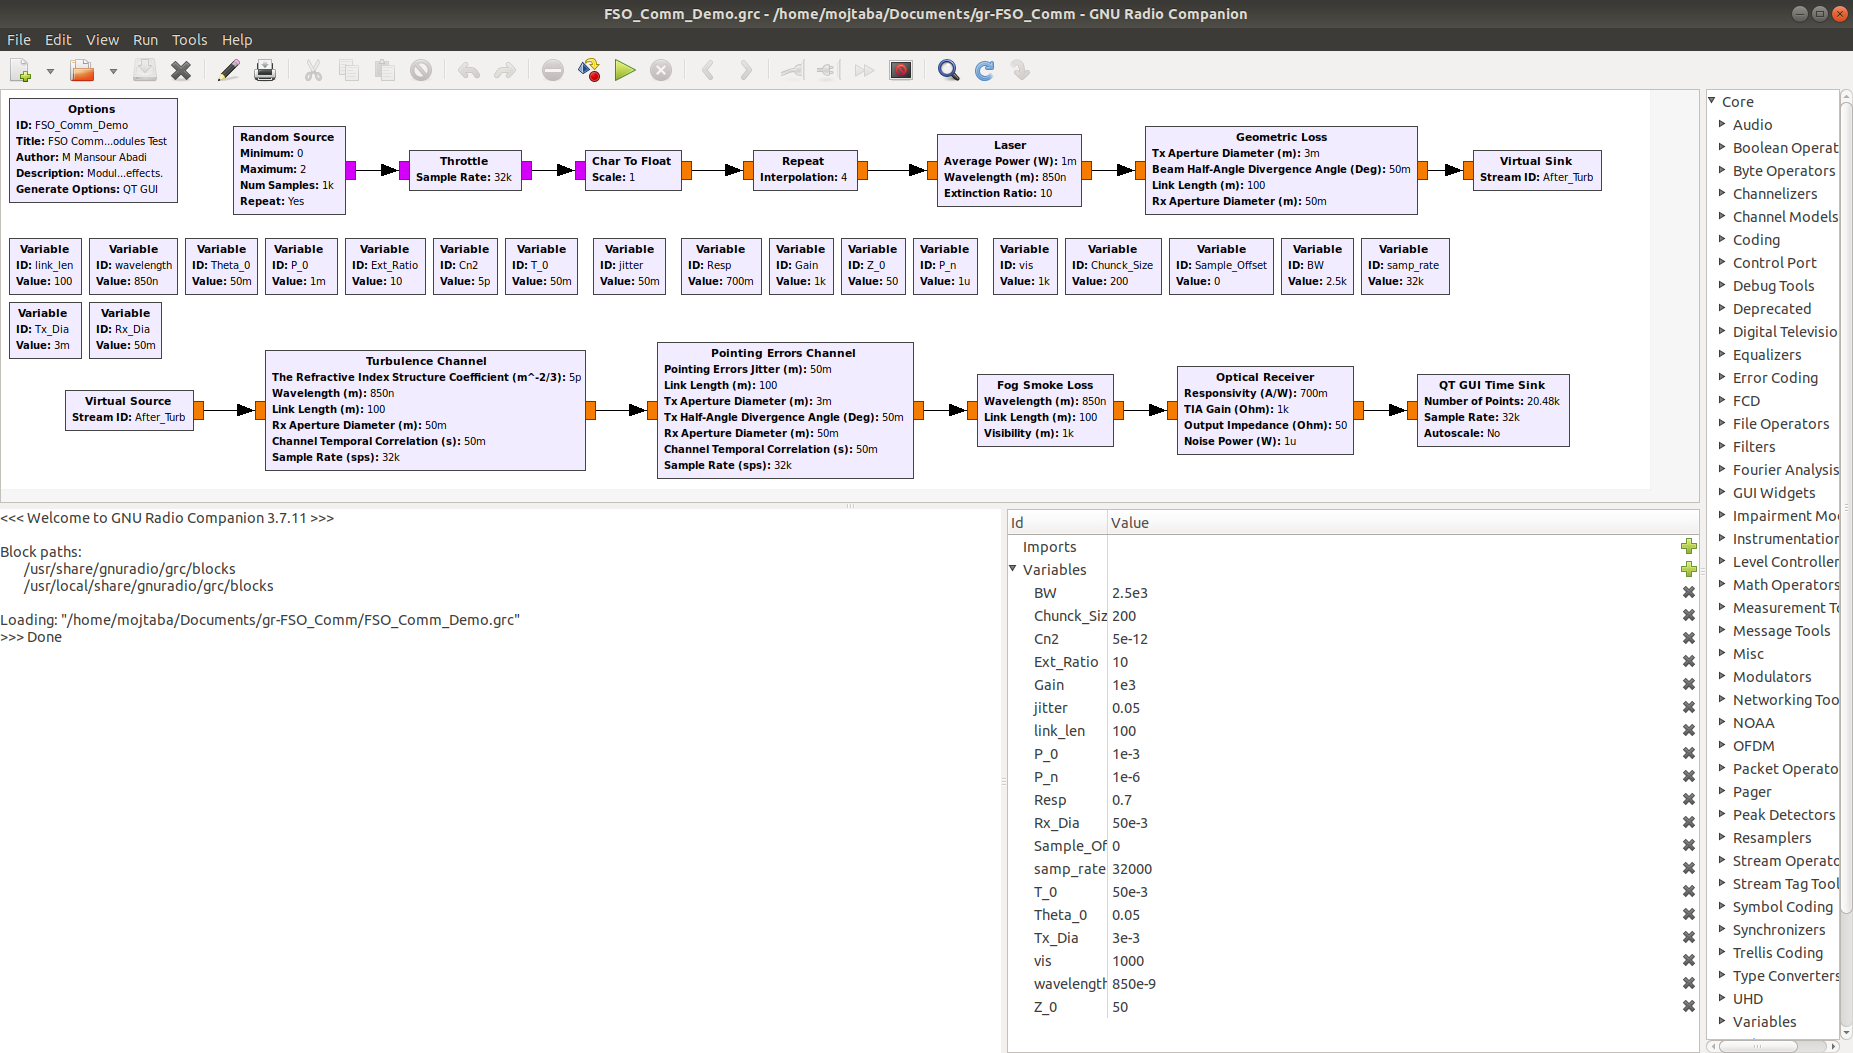 FSO_Comm_Demo.grc - /home/mojtaba/Documents/gr-FSO_Comm - GNU Radio Companion
File Edit View Run Tools Help
Options
ID: FSO_Comm_Demo
Title: FSO Comm...odules Test
Author: M Mansour Abadi
Description: Modul...effects.
Generate Options: QT GUI
Random Source
Minimum: 0
Maximum: 2
Num Samples: 1k
Repeat: Yes
Throttle
Sample Rate: 32k
Char To Float
Scale: 1
Repeat
Interpolation: 4
Laser
Average Power (W): 1m
Wavelength (m): 850n
Extinction Ratio: 10
Geometric Loss
Tx Aperture Diameter (m): 3m
Beam Half-Angle Divergence Angle (Deg): 50m
Link Length (m): 100
Rx Aperture Diameter (m): 50m
Virtual Sink
Stream ID: After_Turb
Variable
ID: link_len
Value: 100
Variable
ID: wavelength
Value: 850n
Variable
ID: Theta_0
Value: 50m
Variable
ID: P_0
Value: 1m
Variable
ID: Ext_Ratio
Value: 10
Variable
ID: Cn2
Value: 5p
Variable
ID: T_0
Value: 50m
Variable
ID: jitter
Value: 50m
Variable
ID: Resp
Value: 700m
Variable
ID: Gain
Value: 1k
Variable
ID: Z_0
Value: 50
Variable
ID: P_n
Value: 1u
Variable
ID: vis
Value: 1k
Variable
ID: Chunck_Size
Value: 200
Variable
ID: Sample_Offset
Value: 0
Variable
ID: BW
Value: 2.5k
Variable
ID: samp_rate
Value: 32k
Variable
ID: Tx_Dia
Value: 3m
Variable
ID: Rx_Dia
Value: 50m
Virtual Source
Stream ID: After_Turb
Turbulence Channel
The Refractive Index Structure Coefficient (m^-2/3): 5p
Wavelength (m): 850n
Link Length (m): 100
Rx Aperture Diameter (m): 50m
Channel Temporal Correlation (s): 50m
Sample Rate (sps): 32k
Pointing Errors Channel
Pointing Errors Jitter (m): 50m
Link Length (m): 100
Tx Aperture Diameter (m): 3m
Tx Half-Angle Divergence Angle (Deg): 50m
Rx Aperture Diameter (m): 50m
Channel Temporal Correlation (s): 50m
Sample Rate (sps): 32k
Fog Smoke Loss
Wavelength (m): 850n
Link Length (m): 100
Visibility (m): 1k
Optical Receiver
Responsivity (A/W): 700m
TIA Gain (Ohm): 1k
Output Impedance (Ohm): 50
Noise Power (W): 1u
QT GUI Time Sink
Number of Points: 20.48k
Sample Rate: 32k
Autoscale: No
<<< Welcome to GNU Radio Companion 3.7.11 >>>
Block paths:
/usr/share/gnuradio/grc/blocks
/usr/local/share/gnuradio/grc/blocks
Loading: "/home/mojtaba/Documents/gr-FSO_Comm/FSO_Comm_Demo.grc"
>>> Done
Id Value
Imports
Variables
BW 2.5e3
Chunck_Siz 200
Cn2 5e-12
Ext_Ratio 10
Gain 1e3
jitter 0.05
link_len 100
P_0 1e-3
P_n 1e-6
Resp 0.7
Rx_Dia 50e-3
Sample_Of 0
samp_rate 32000
T_0 50e-3
Theta_0 0.05
Tx_Dia 3e-3
vis 1000
wavelength 850e-9
Z_0 50
Core
Audio
Boolean Operat
Byte Operators
Channelizers
Channel Models
Coding
Control Port
Debug Tools
Deprecated
Digital Televisio
Equalizers
Error Coding
FCD
File Operators
Filters
Fourier Analysis
GUI Widgets
Impairment Mo
Instrumentation
Level Controller
Math Operators
Measurement To
Message Tools
Misc
Modulators
Networking Too
NOAA
OFDM
Packet Operato
Pager
Peak Detectors
Resamplers
Stream Operato
Stream Tag Tool
Symbol Coding
Synchronizers
Trellis Coding
Type Converters
UHD
Variables